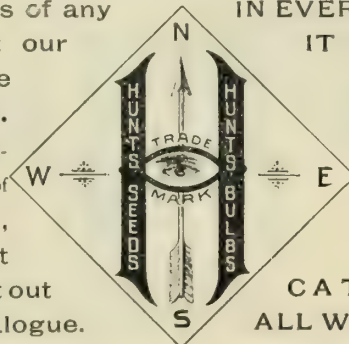 s of any
IN EVER
our
IT
N
HUNTS SEEDS
HUNTS' BULBS
TRADE
MARK
W
E
of
S
out
CAT
alogue.
ALL W